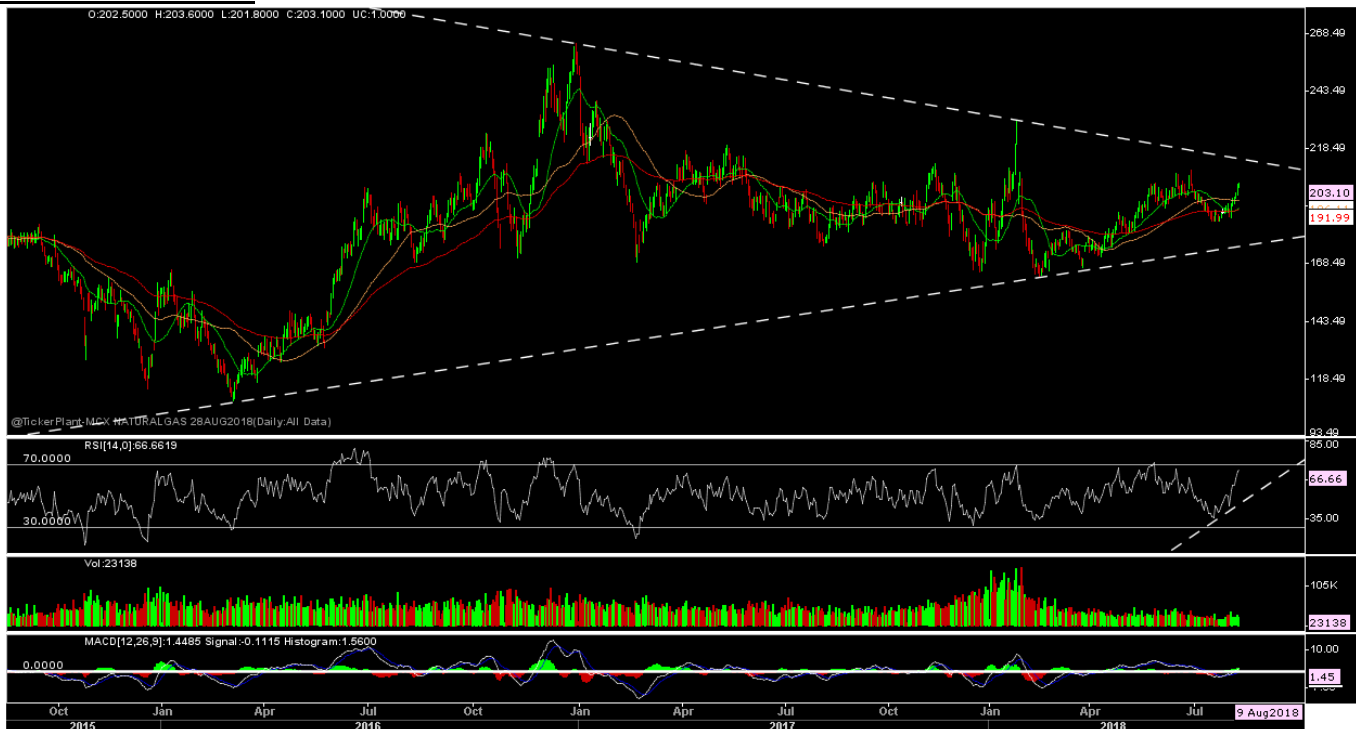 O:202.5000 H:203.6000 L:201.8000 C:203.1000 UC:1.0000
268.49
243.49
218.49
203.10
191.99
168.49
143.49
118.49
@TickerPlant-MCX NATURALGAS 28AUG2018(Daily:All Data)
93.49
RSI[14,0]:66.6619
85.00
70.0000
66.66
30.0000
35.00
Vol:23138
105K
23138
MACD[12,26,9]:1.4485 Signal:-0.1115 Histogram:1.5600
10.00
0.0000
1.45
Oct Jan Apr Jul Oct Jan Apr Jul Oct Jan Apr Jul 9 Aug2018
2015 2016 2017 2018